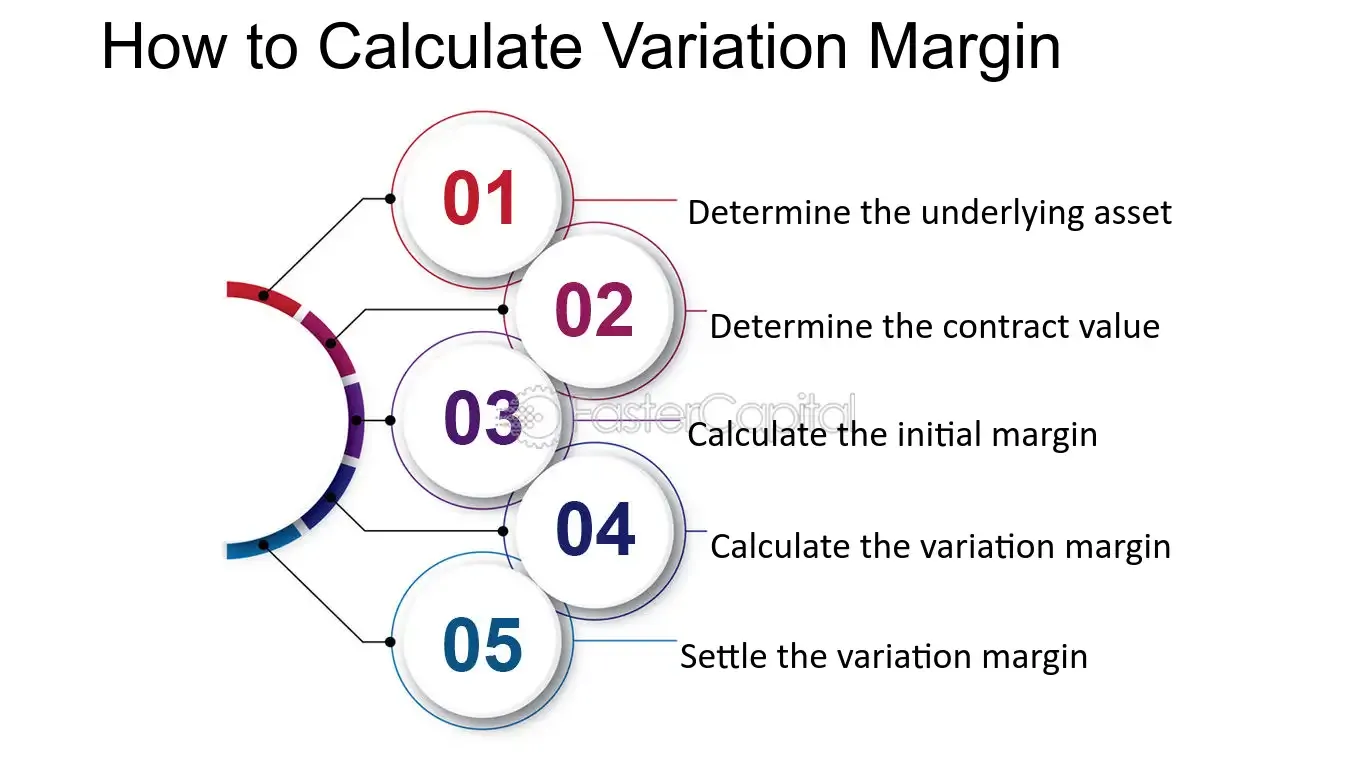 How to Calculate Variation Margin
01
Determine the underlying asset
02
Determine the contract value
03
FasterCapital
Calculate the initial margin
04
Calculate the variation margin
05
Settle the variation margin